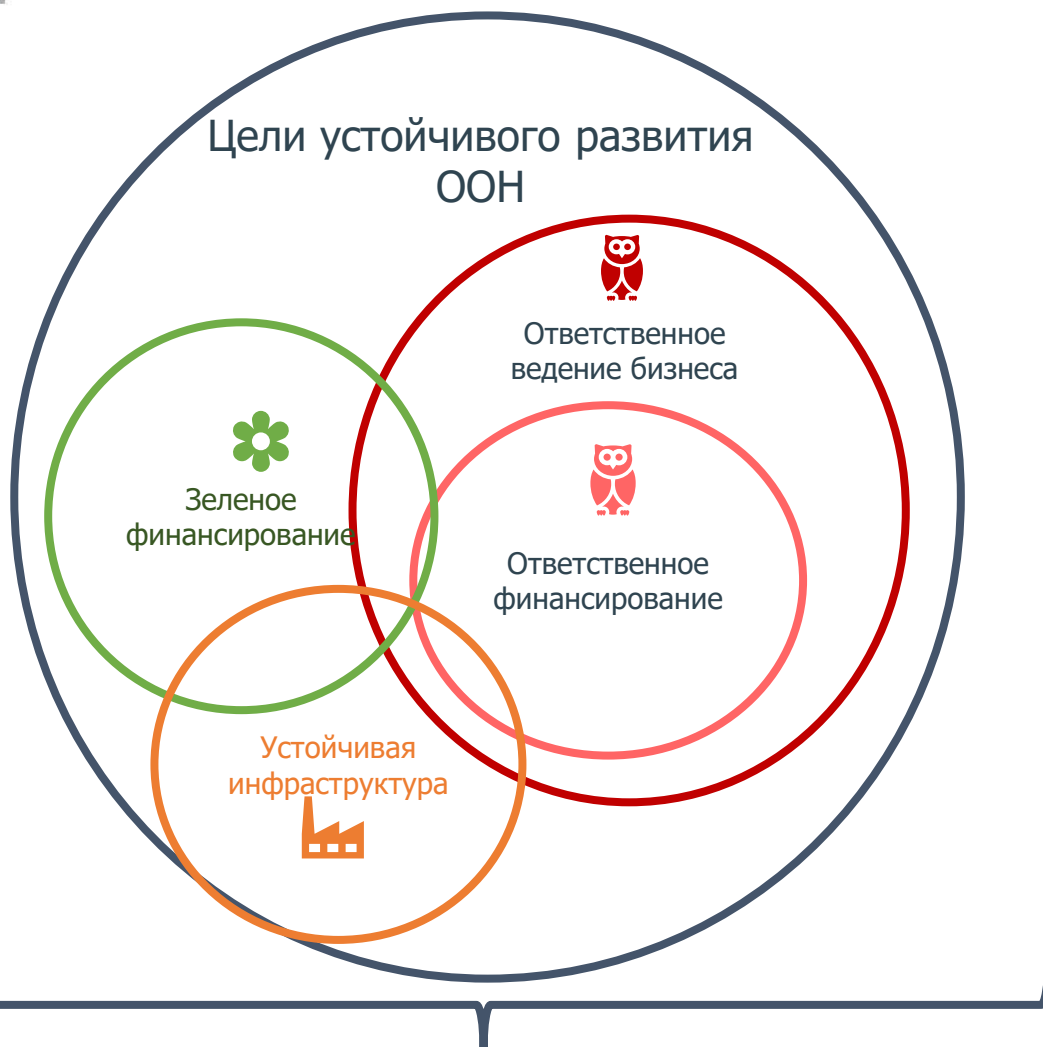 Цели устойчивого развития
ООН
Ответственное
ведение бизнеса
Зеленое
финансирование
Ответственное
финансирование
Устойчивая
инфраструктура